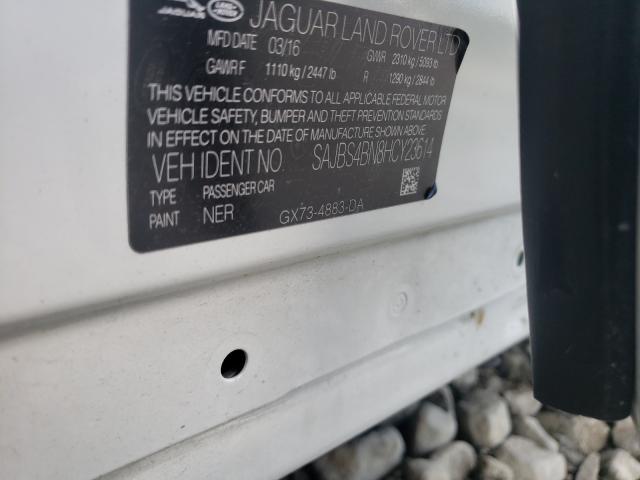 JAGUAR LAND ROVER JAGUAR LAND ROVER LTD
MFD DATE 03/16 GVWR 2310 kg / 5093 lb
GAWR F 1110 kg / 2447 lb R 1290 kg / 2844 lb
THIS VEHICLE CONFORMS TO ALL APPLICABLE FEDERAL MOTOR
VEHICLE SAFETY, BUMPER AND THEFT PREVENTION STANDARDS
IN EFFECT ON THE DATE OF MANUFACTURE SHOWN ABOVE.
VEH IDENT NO. SAJBS4BN8HCY23614
TYPE PASSENGER CAR
PAINT NER GX73-4883-DA